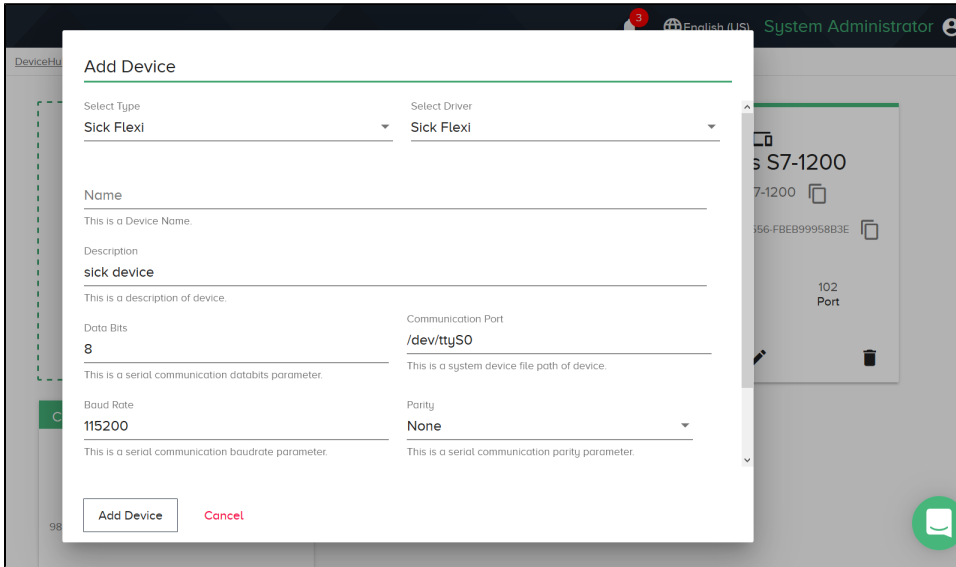 3
English (US)
System Administrator
DeviceHu
Add Device
Select Type
Select Driver
Sick Flexi
Sick Flexi
s S7-1200
7-1200
Name
This is a Device Name.
556-FBEB99958B3E
Description
sick device
This is a description of device.
102
Port
Data Bits
Communication Port
8
/dev/ttyS0
This is a serial communication databits parameter.
This is a system device file path of device.
Baud Rate
Parity
C
115200
None
This is a serial communication baudrate parameter.
This is a serial communication parity parameter.
Add Device
Cancel
98